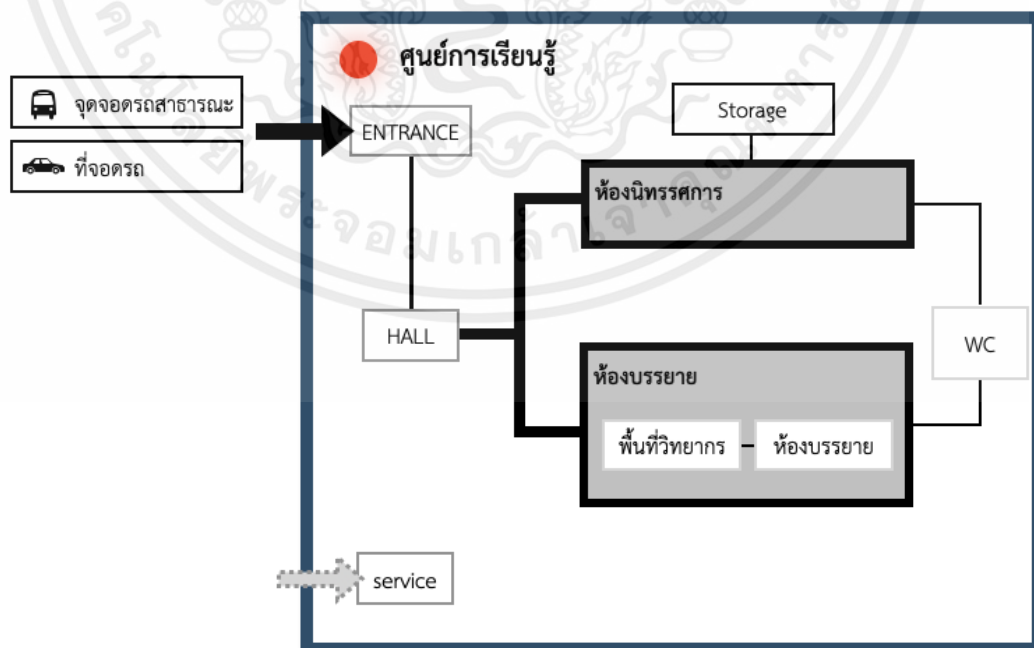 ศูนย์การเรียนรู้
จุดจอดรถสาธารณะ
ที่จอดรถ
ENTRANCE
Storage
ห้องนิทรรศการ
HALL
WC
ห้องบรรยาย
พื้นที่วิทยากร
ห้องบรรยาย
service